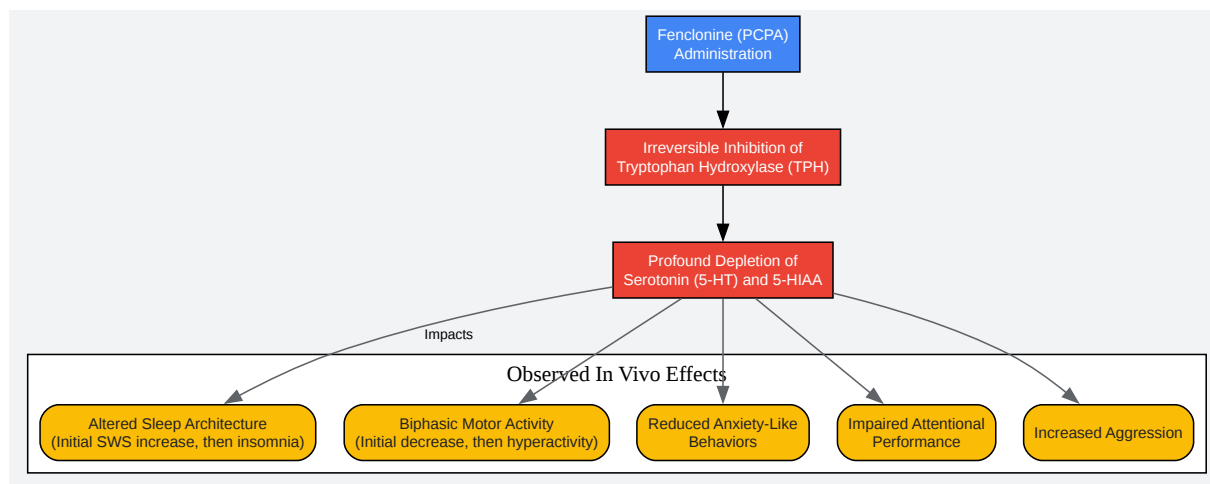 Fenclonine (PCPA)
Administration
Irreversible Inhibition of
Tryptophan Hydroxylase (TPH)
Profound Depletion of
Serotonin (5-HT) and 5-HIAA
Impacts
Observed In Vivo Effects
Altered Sleep Architecture
(Initial SWS increase, then insomnia)
Biphasic Motor Activity
(Initial decrease, then hyperactivity)
Reduced Anxiety-Like
Behaviors
Impaired Attentional
Performance
Increased Aggression